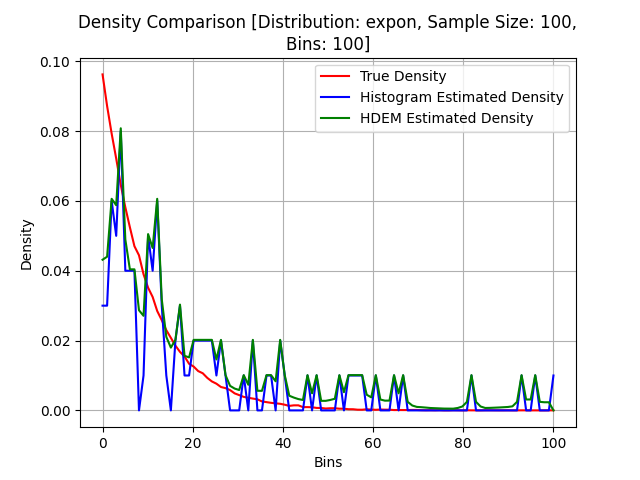 Density Comparison [Distribution: expon, Sample Size: 100,
Bins: 100]
True Density
Histogram Estimated Density
HDEM Estimated Density
Density
0.10
0.08
0.06
0.04
0.02
0.00
0 20 40 60 80 100
Bins